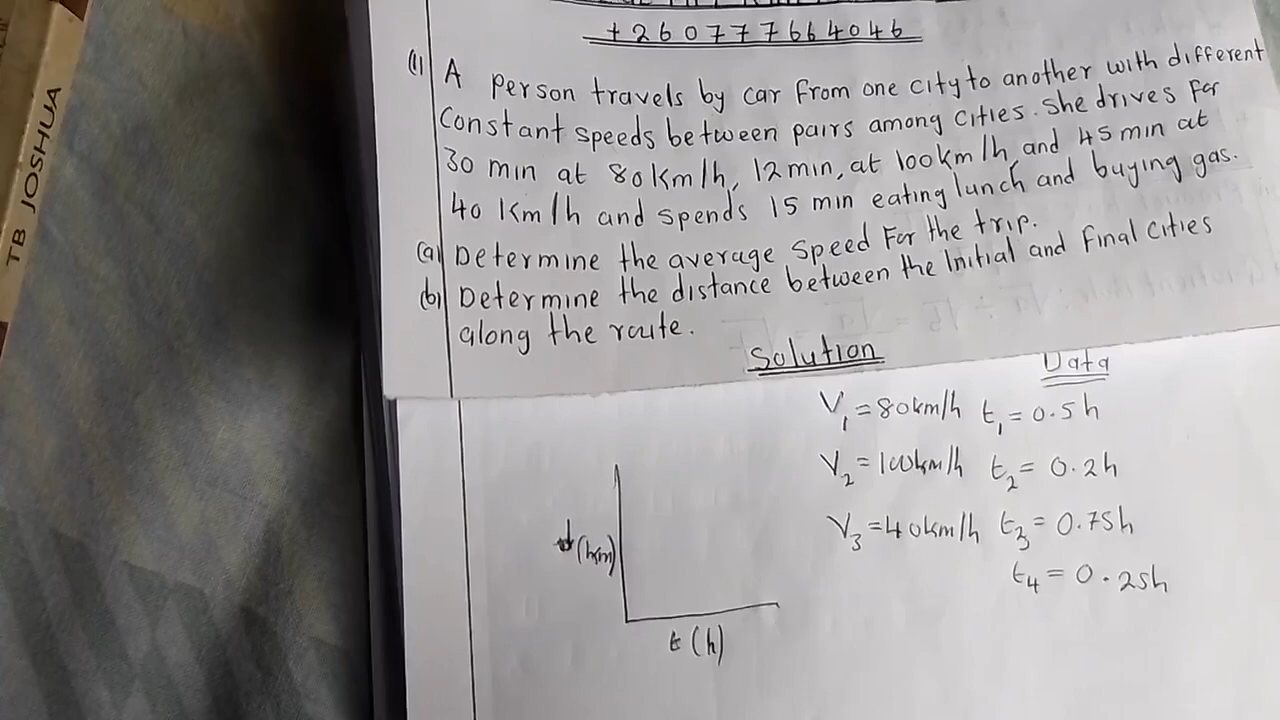 TB JOSHUA
+260777664046
(1) A person travels by car from one city to another with different
Constant speeds between pairs among cities. She drives for
30 min at 80km/h, 12min, at 100km/h, and 45 min at
40 km/h and spends 15 min eating lunch and buying gas.
(a) Determine the average speed for the trip.
(b) Determine the distance between the Initial and final cities
along the route.
Solution
Data
V₁ = 80km/h t₁ = 0.5h
V₂ = 100km/h t₂ = 0.2h
V₃ = 40km/h t₃ = 0.75h
t₄ = 0.25h
d (km)
t (h)